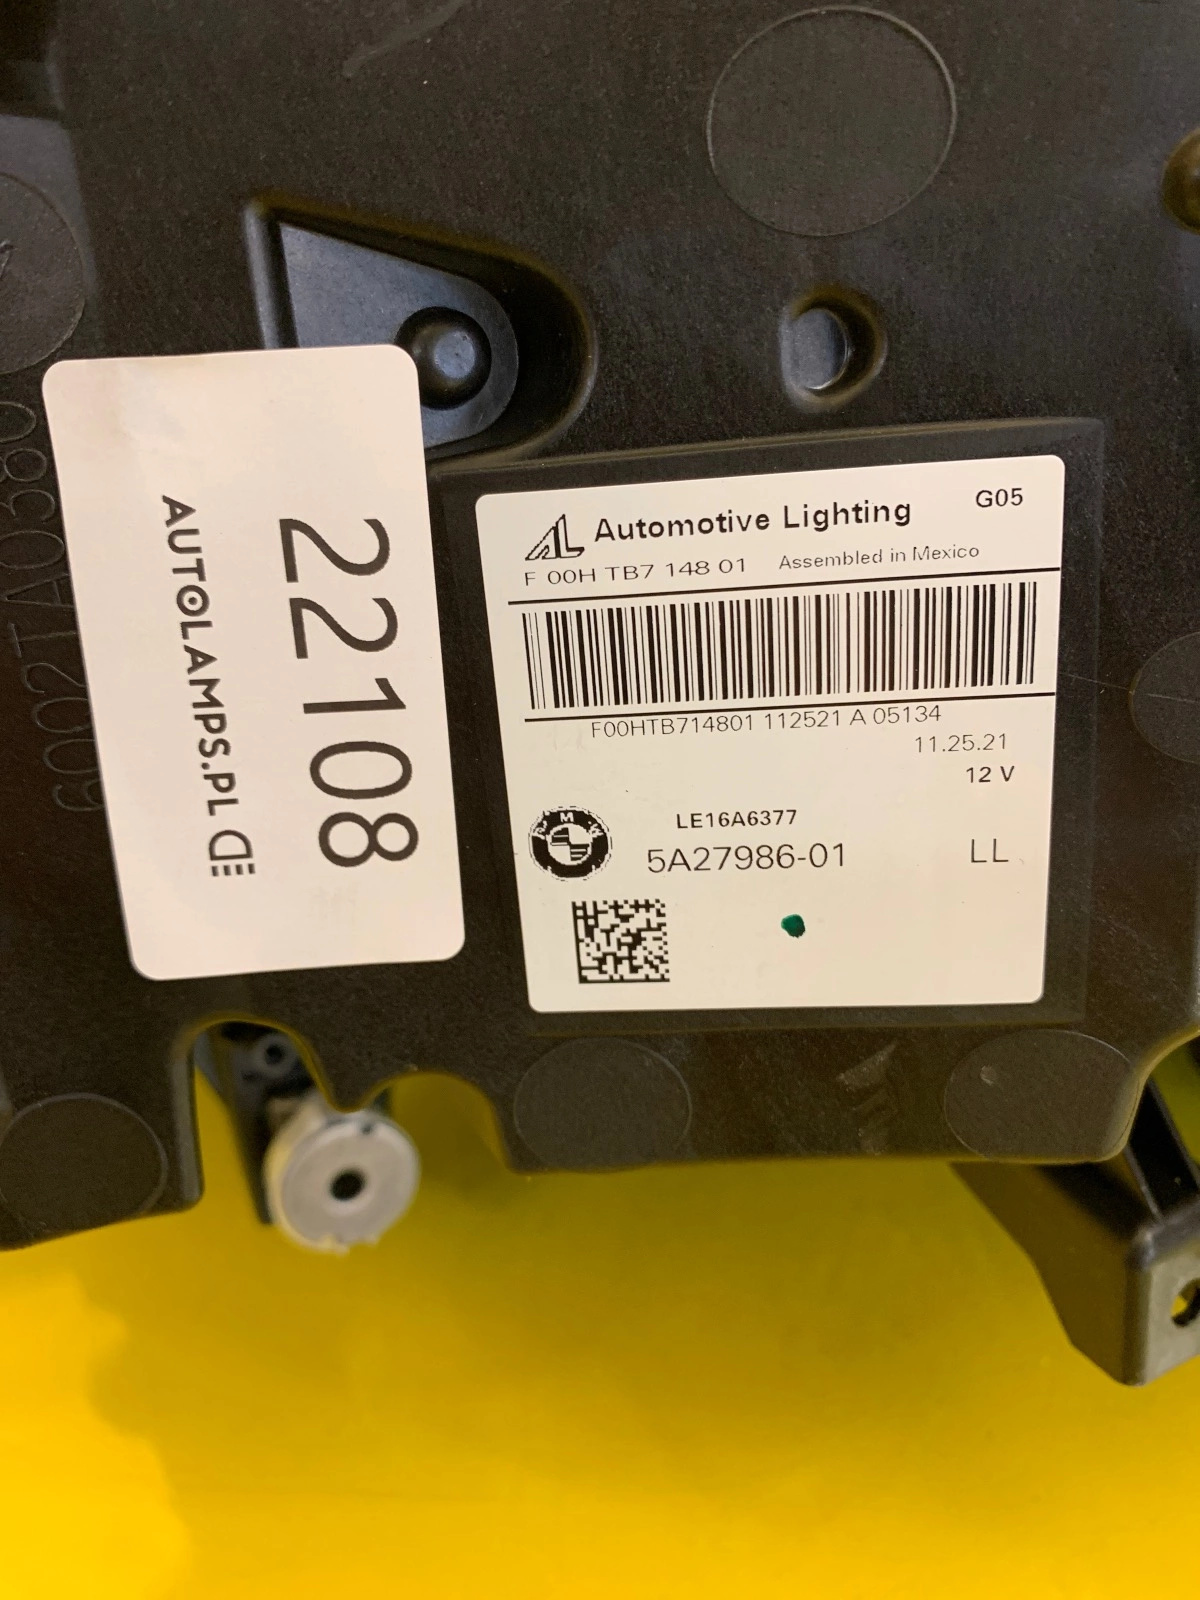 Automotive Lighting G05
F 00H TB7 148 01 Assembled in Mexico
F00HTB714801 112521 A 05134
11.25.21
12 V
LE16A6377
BMW
5A27986-01 LL
22108
AUTOLAMPS.PL